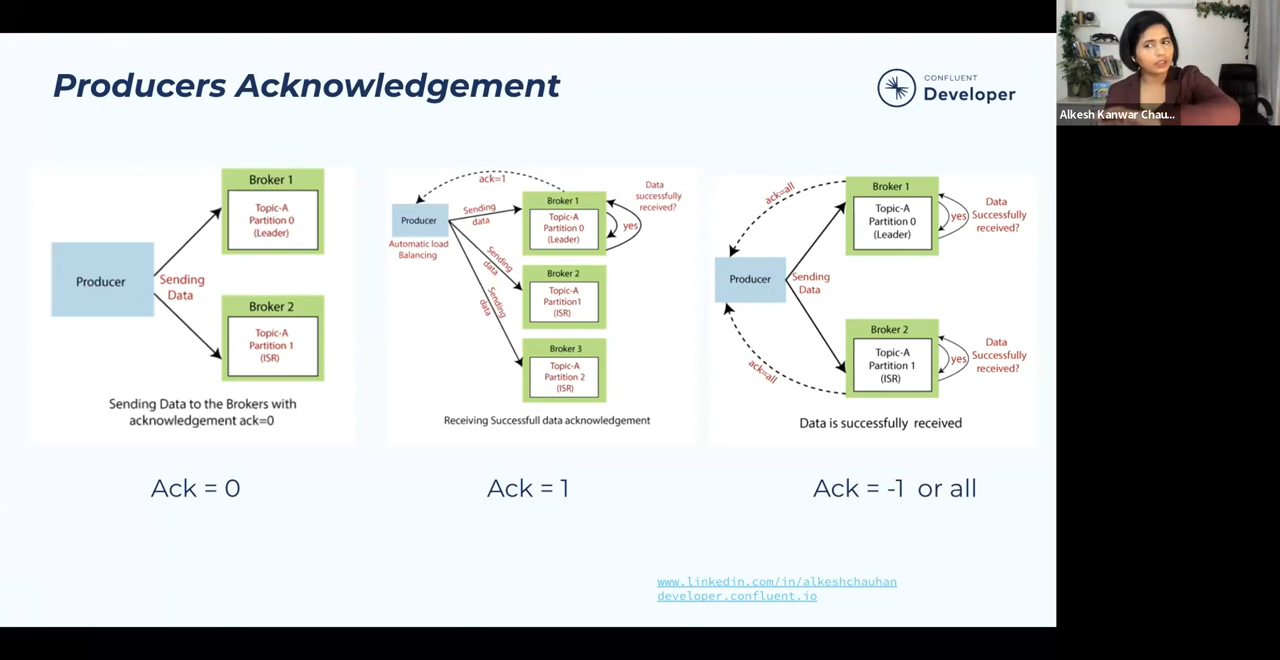 Producers Acknowledgement
CONFLUENT
Developer
Alkesh Kanwar Chau...
Broker 1
Topic-A
Partition 0
(Leader)
Producer
Sending
Data
Broker 2
Topic-A
Partition 1
(ISR)
Sending Data to the Brokers with
acknowledgement ack=0
Ack = 0
ack=1
Producer
Automatic load
Balancing
Sending
data
Sending
data
Sending
data
Broker 1
Topic-A
Partition 0
(Leader)
Data
successfully
received?
yes
Broker 2
Topic-A
Partition1
(ISR)
Broker 3
Topic-A
Partition 2
(ISR)
Receiving Successfull data acknowledgement
Ack = 1
ack=all
Producer
Sending
Data
Broker 1
Topic-A
Partition 0
(Leader)
yes
Data
Successfully
received?
ack=all
Broker 2
Topic-A
Partition 1
(ISR)
yes
Data
Successfully
received?
Data is successfully received
Ack = -1 or all
www.linkedin.com/in/alkeshchauhan
developer.confluent.io